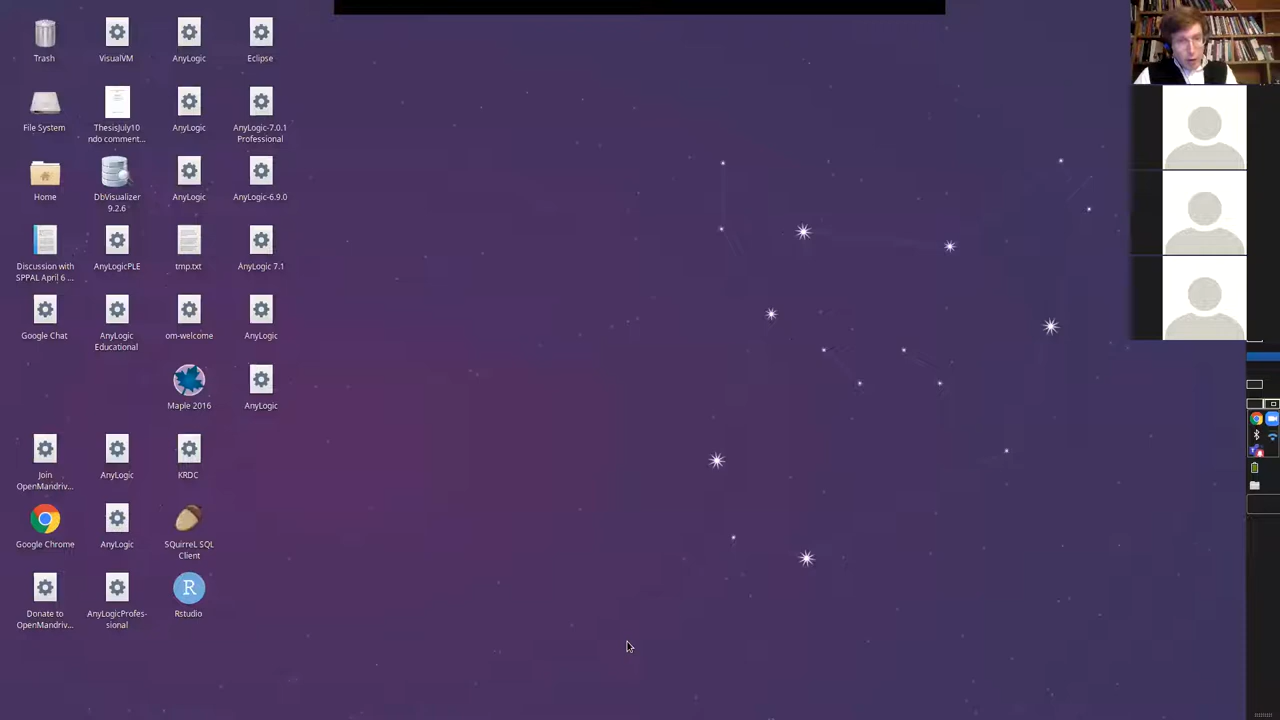 Trash
VisualVM
AnyLogic
Eclipse
File System
ThesisJuly10
ndo comment...
AnyLogic
AnyLogic-7.0.1
Professional
Home
DbVisualizer
9.2.6
AnyLogic
AnyLogic-6.9.0
Discussion with
SPPAL April 6 ...
AnyLogicPLE
tmp.txt
AnyLogic 7.1
Google Chat
AnyLogic
Educational
om-welcome
AnyLogic
Maple 2016
AnyLogic
Join
OpenMandriv...
AnyLogic
KRDC
Google Chrome
AnyLogic
SQuirreL SQL
Client
Donate to
OpenMandriv...
AnyLogicProfes-
sional
R
Rstudio